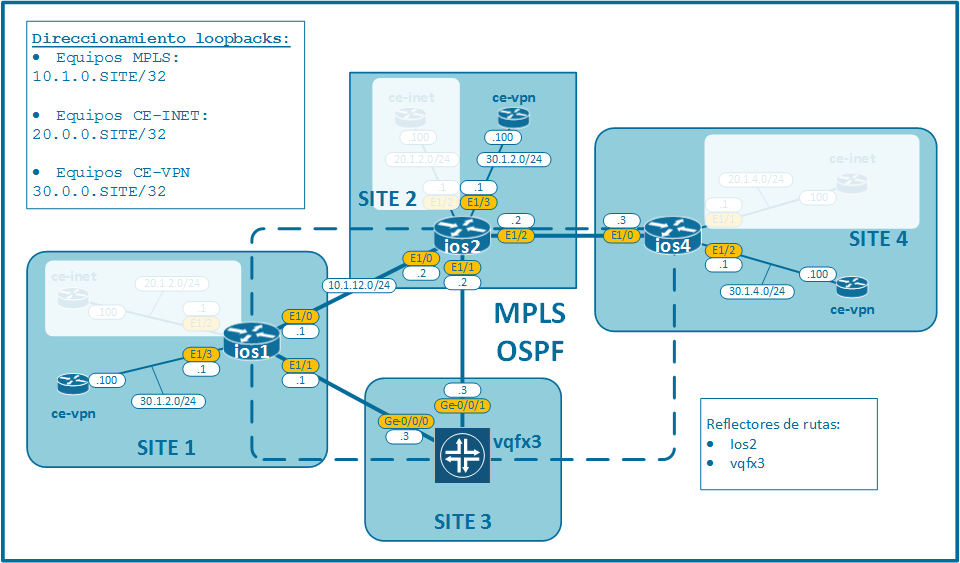 Direccionamiento loopbacks:
• Equipos MPLS:
10.1.0.SITE/32
• Equipos CE-INET:
20.0.0.SITE/32
• Equipos CE-VPN
30.0.0.SITE/32
ce-inet
ce-vpn
.100
.100
20.1.2.0/24
30.1.2.0/24
.1
.1
E1/2
E1/3
SITE 2
ios2
.2
E1/2
E1/0
.2
E1/1
.2
10.1.12.0/24
ce-inet
20.1.4.0/24
.100
.1
E1/1
.3
E1/0
ios4
SITE 4
E1/2
.1
.100
30.1.4.0/24
ce-vpn
ce-inet
20.1.2.0/24
.100
.1
E1/2
E1/0
.1
ios1
E1/3
.1
E1/1
.1
.100
30.1.2.0/24
ce-vpn
SITE 1
MPLS
OSPF
.3
Ge-0/0/1
Ge-0/0/0
.3
vqfx3
SITE 3
Reflectores de rutas:
• Ios2
• vqfx3